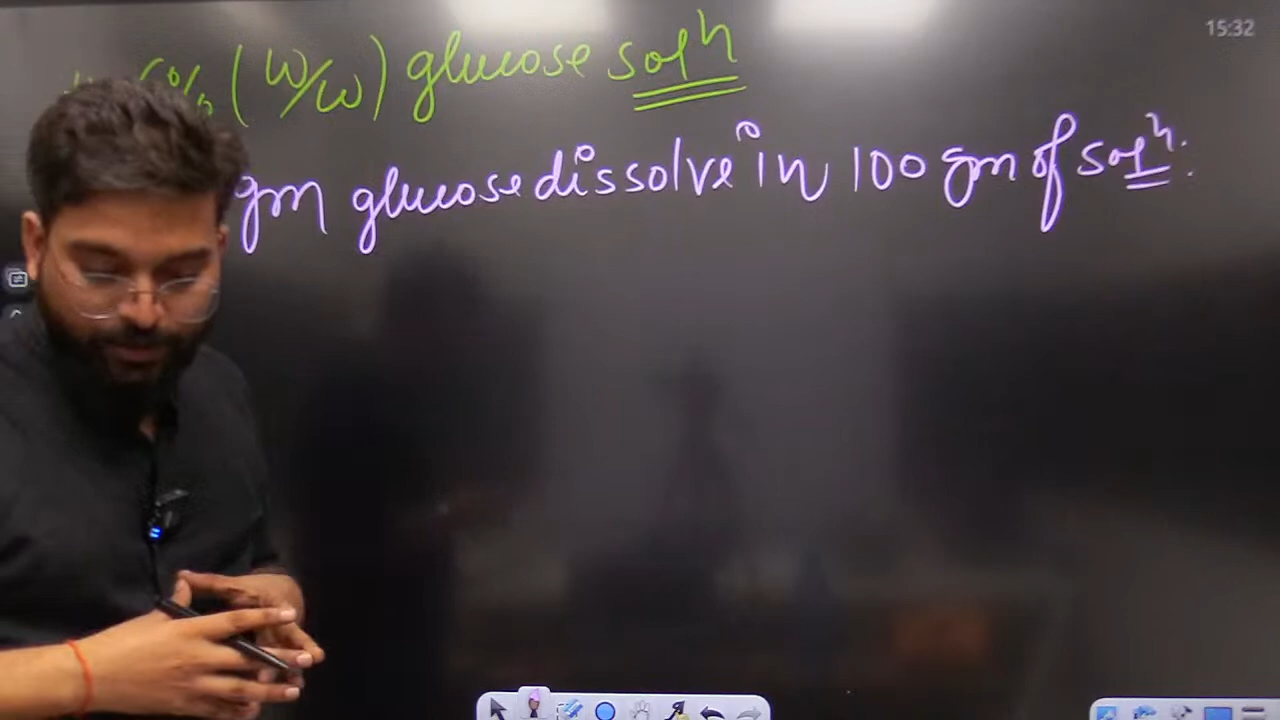 15:32
% (w/w) glucose solⁿ
gm glucose dissolve in 100 gm of solⁿ.